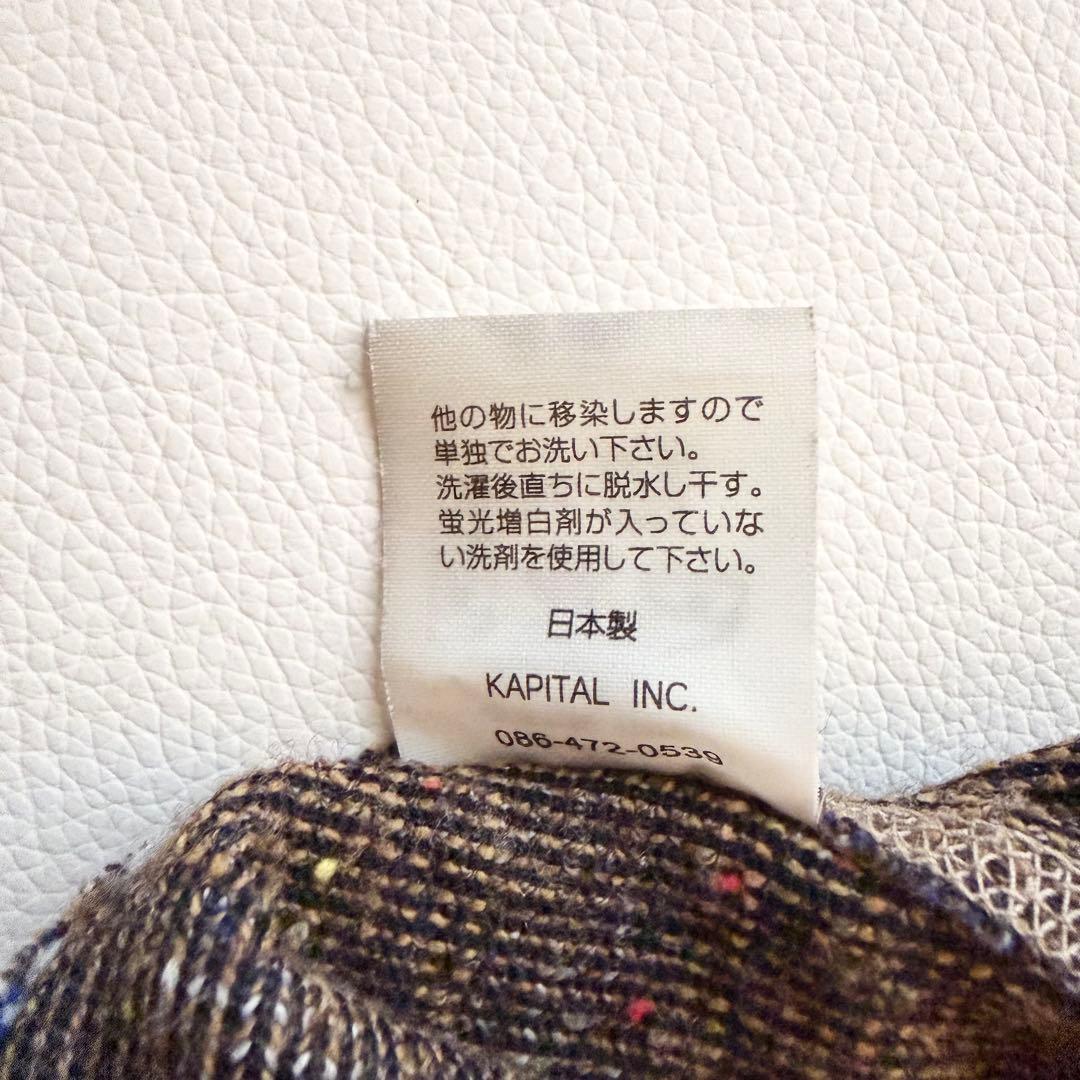 他の物に移染しますので
単独でお洗い下さい。
洗濯後直ちに脱水し干す。
蛍光増白剤が入っていな
い洗剤を使用して下さい。
日本製
KAPITAL INC.
086-472-0539